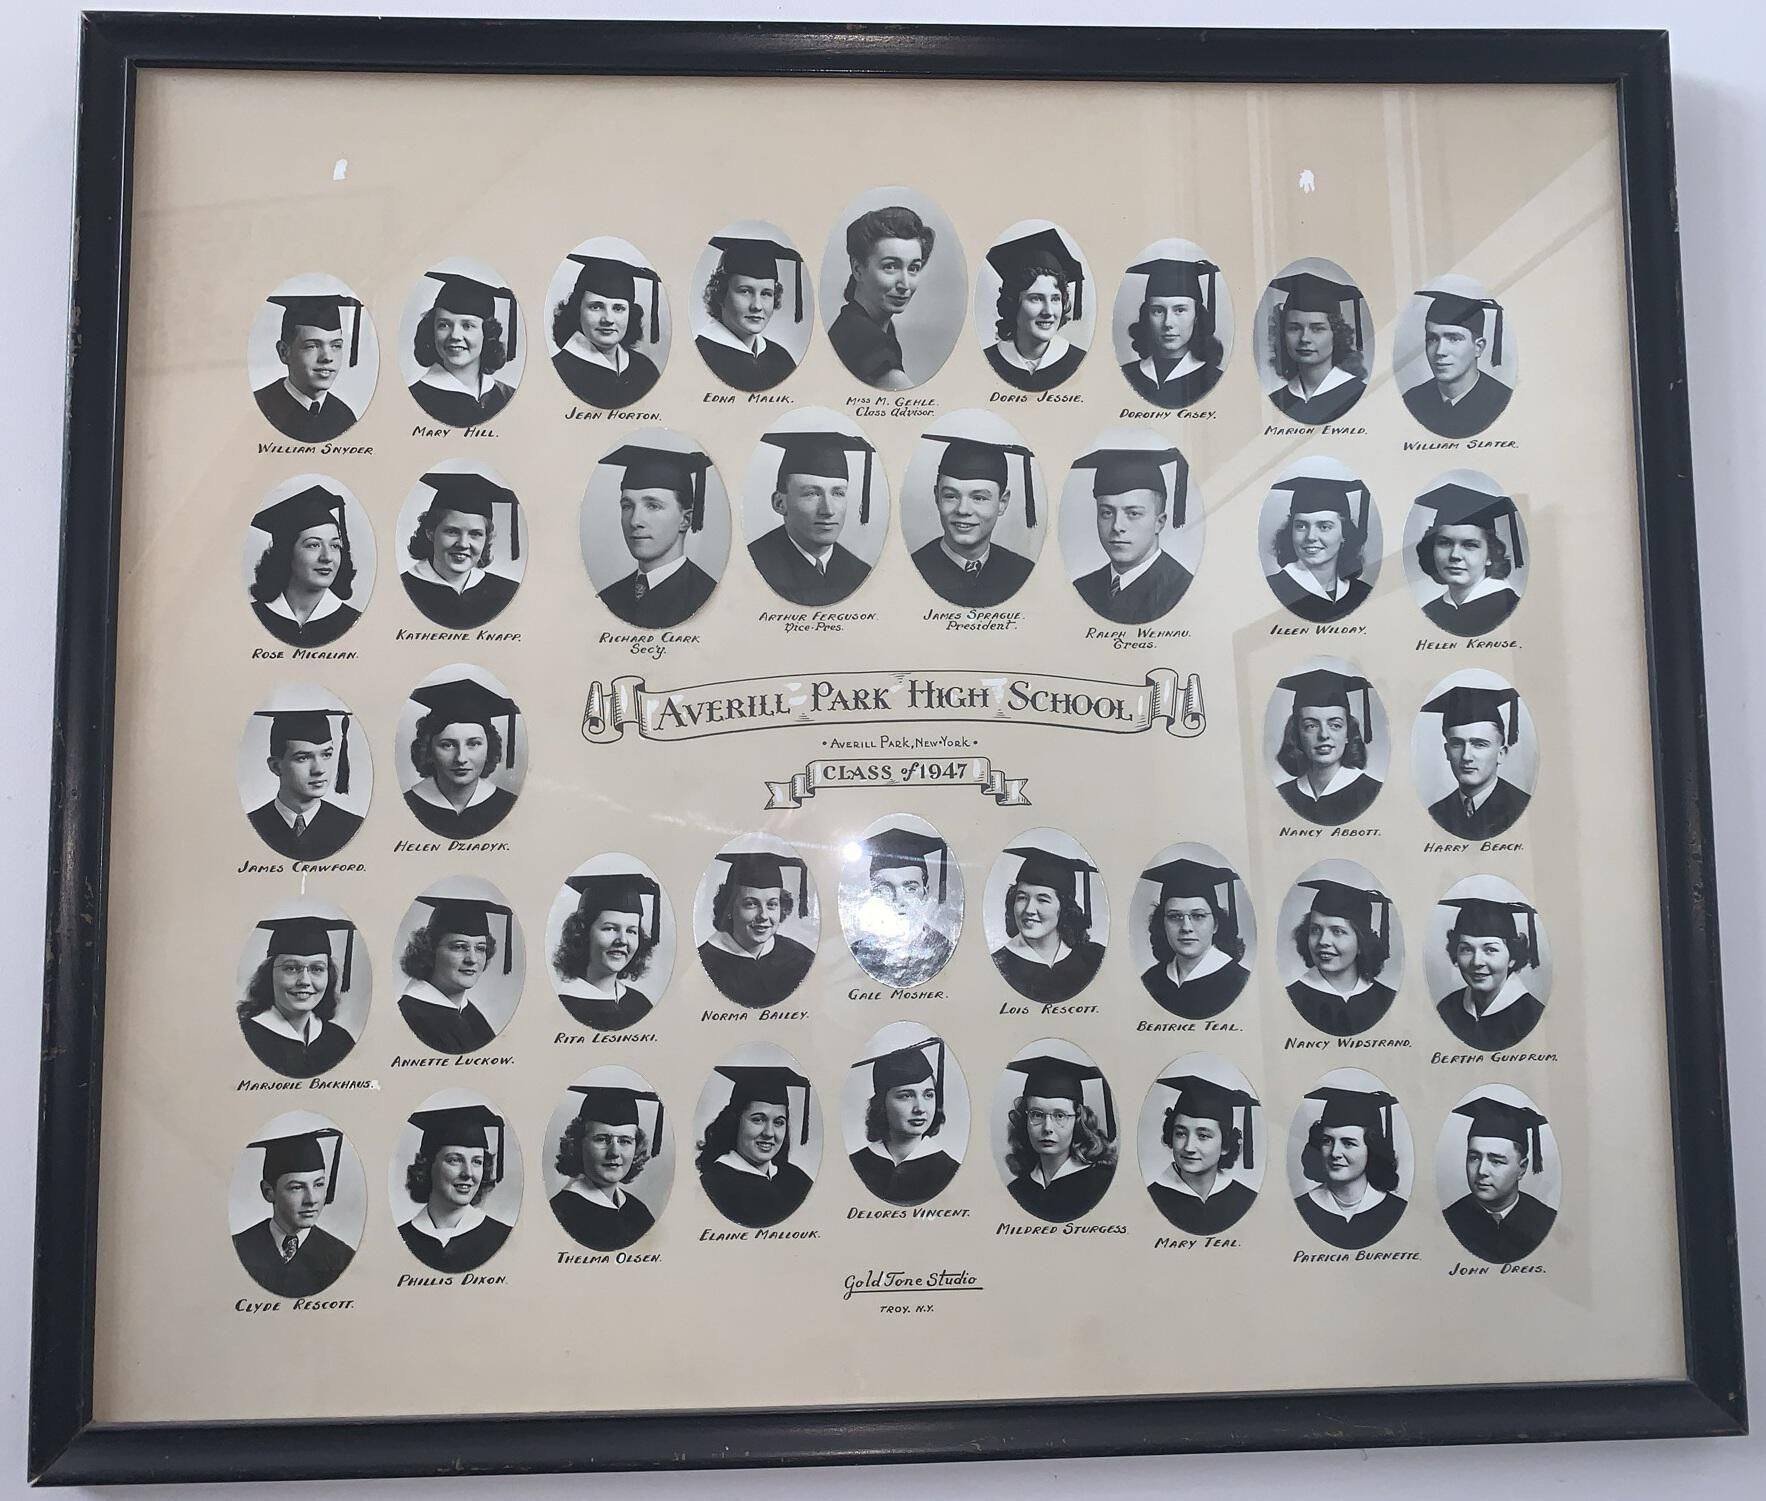 WILLIAM SNYDER
MARY HILL.
JEAN HORTON.
EDNA MALIK.
MISS M. GEHLE.
Class Advisor.
DORIS JESSIE.
DOROTHY CASEY.
MARION EWALD.
WILLIAM SLATER.
ROSE MICALIAN.
KATHERINE KNAPP.
RICHARD CLARK
Sec'y.
ARTHUR FERGUSON.
Vice-Pres.
JAMES SPRAGUE.
President.
RALPH WEHNAU.
Treas.
ILEEN WILDAY.
HELEN KRAUSE.
AVERILL PARK HIGH SCHOOL
• AVERILL PARK, NEW•YORK •
CLASS of 1947
JAMES CRAWFORD.
HELEN DZIADYK.
NANCY ABBOTT.
HARRY BEACH.
MARJORIE BACKHAUS.
ANNETTE LUCKOW.
RITA LESINSKI.
NORMA BAILEY.
GALE MOSHER.
LOIS RESCOTT.
BEATRICE TEAL.
NANCY WIDSTRAND.
BERTHA GUNDRUM.
CLYDE RESCOTT.
PHILLIS DIXON.
THELMA OLSEN.
ELAINE MALLOUK.
DELORES VINCENT.
MILDRED STURGESS
MARY TEAL.
PATRICIA BURNETTE.
JOHN DREIS.
Gold Tone Studio
TROY. N.Y.